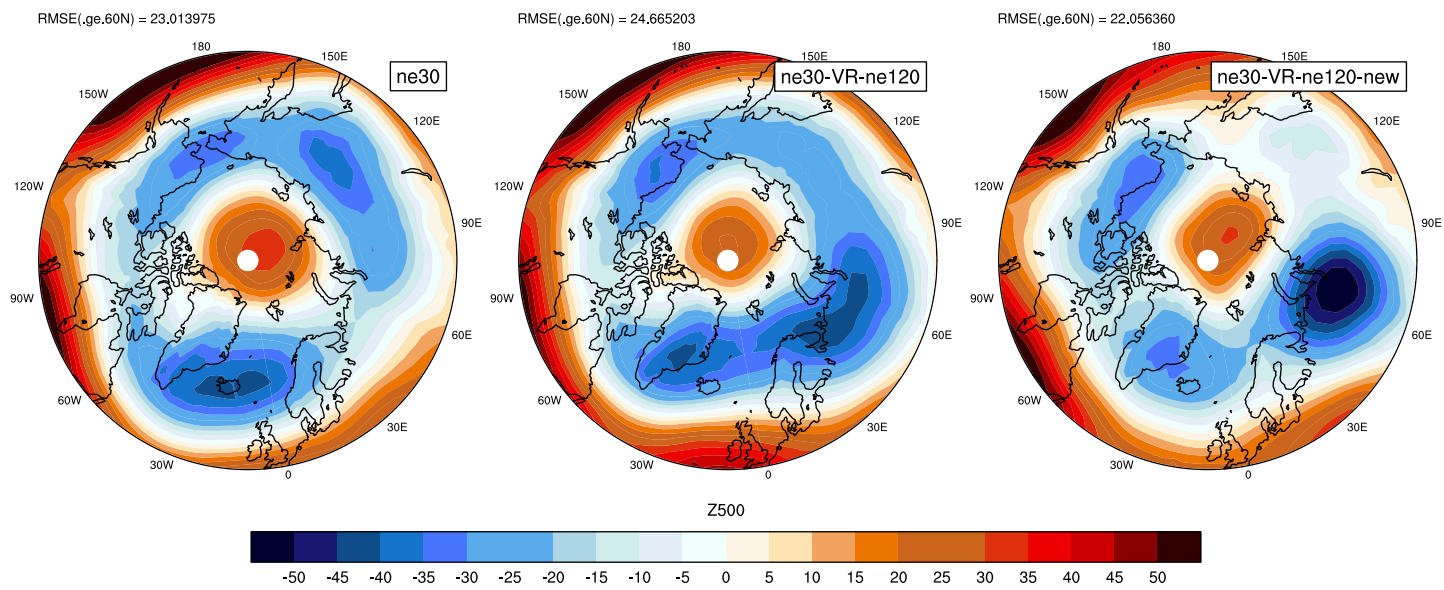 RMSE(.ge.60N) = 23.013975
RMSE(.ge.60N) = 24.665203
RMSE(.ge.60N) = 22.056360
ne30
ne30-VR-ne120
ne30-VR-ne120-new
180
150E
120E
90E
60E
30E
0
30W
60W
90W
120W
150W
180
150E
120E
90E
60E
30E
0
30W
60W
90W
120W
150W
180
150E
120E
90E
60E
30E
0
30W
60W
90W
120W
150W
Z500
-50 -45 -40 -35 -30 -25 -20 -15 -10 -5 0 5 10 15 20 25 30 35 40 45 50